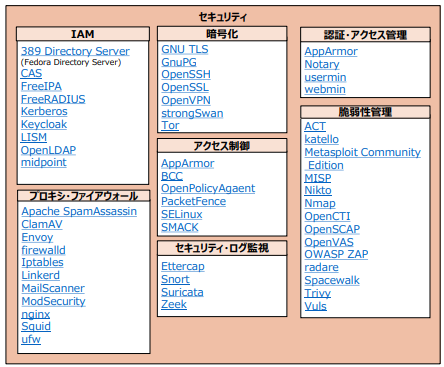 セキュリティ
IAM
389 Directory Server
(Fedora Directory Server)
CAS
FreeIPA
FreeRADIUS
Kerberos
Keycloak
LISM
OpenLDAP
midpoint
プロキシ・ファイアウォール
Apache SpamAssassin
ClamAV
Envoy
firewalld
Iptables
Linkerd
MailScanner
ModSecurity
nginx
Squid
ufw
暗号化
GNU TLS
GnuPG
OpenSSH
OpenSSL
OpenVPN
strongSwan
Tor
アクセス制御
AppArmor
BCC
OpenPolicyAgaent
PacketFence
SELinux
SMACK
セキュリティ・ログ監視
Ettercap
Snort
Suricata
Zeek
認証・アクセス管理
AppArmor
Notary
usermin
webmin
脆弱性管理
ACT
katello
Metasploit Community
Edition
MISP
Nikto
Nmap
OpenCTI
OpenSCAP
OpenVAS
OWASP ZAP
radare
Spacewalk
Trivy
Vuls